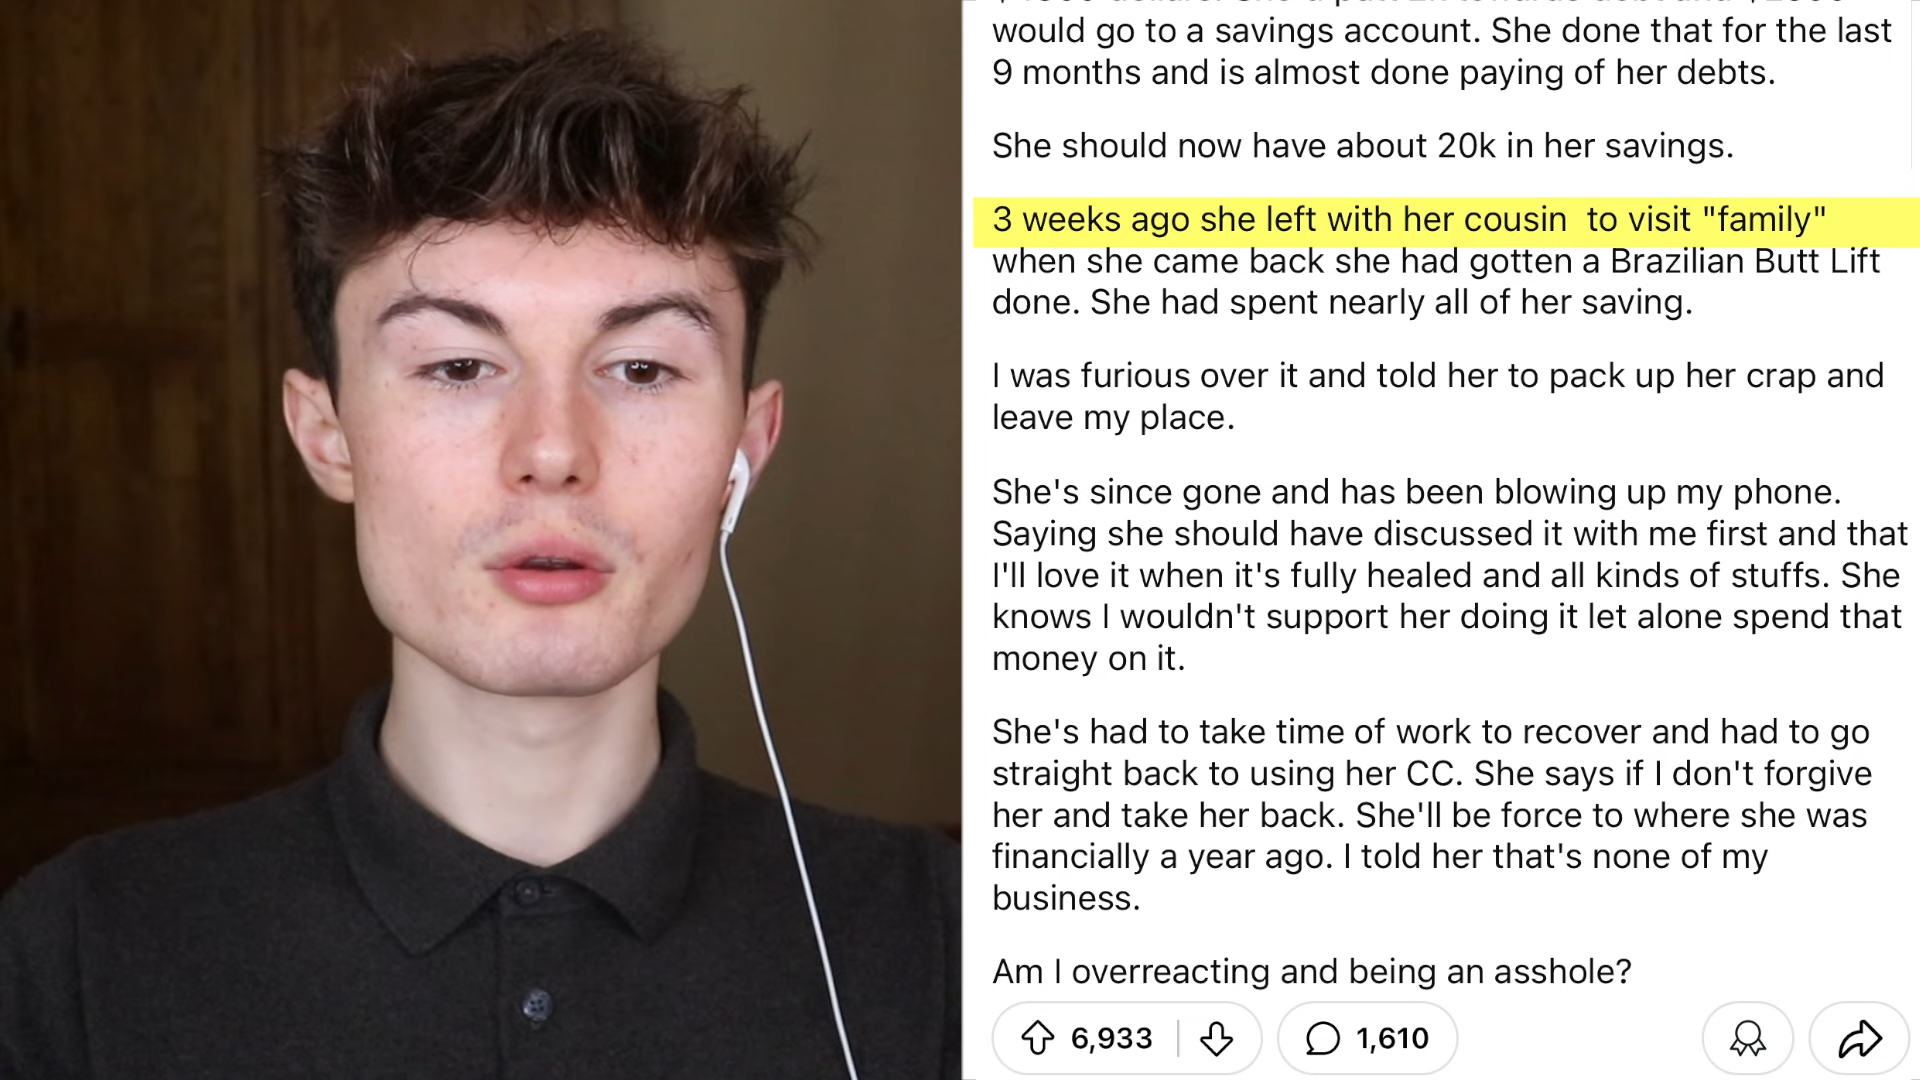 would go to a savings account. She done that for the last
9 months and is almost done paying of her debts.
She should now have about 20k in her savings.
3 weeks ago she left with her cousin  to visit "family"
when she came back she had gotten a Brazilian Butt Lift
done. She had spent nearly all of her saving.
I was furious over it and told her to pack up her crap and
leave my place.
She's since gone and has been blowing up my phone.
Saying she should have discussed it with me first and that
I'll love it when it's fully healed and all kinds of stuffs. She
knows I wouldn't support her doing it let alone spend that
money on it.
She's had to take time of work to recover and had to go
straight back to using her CC. She says if I don't forgive
her and take her back. She'll be force to where she was
financially a year ago. I told her that's none of my
business.
Am I overreacting and being an asshole?
6,933 1,610